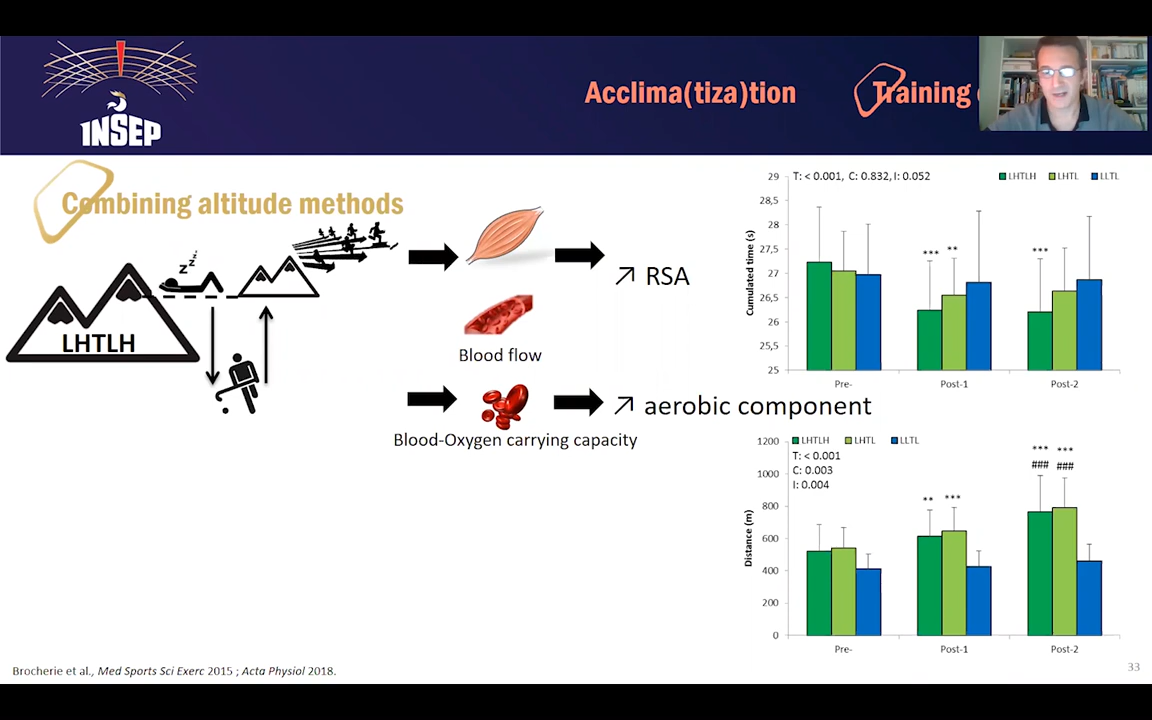 INSEP
Acclima(tiza)tion
Training
Combining altitude methods
z z z
LHTLH
↗ RSA
Blood flow
↗ aerobic component
Blood-Oxygen carrying capacity
T: < 0.001, C: 0.832, I: 0.052
LHTLH LHTL LLTL
Cumulated time (s)
29
28,5
28
27,5
27
26,5
26
25,5
25
*** **
***
Pre- Post-1 Post-2
LHTLH LHTL LLTL
T: < 0.001
C: 0.003
I: 0.004
Distance (m)
1200
1000
800
600
400
200
0
** ***
*** ***
### ###
Pre- Post-1 Post-2
Brocherie et al., Med Sports Sci Exerc 2015 ; Acta Physiol 2018.
33